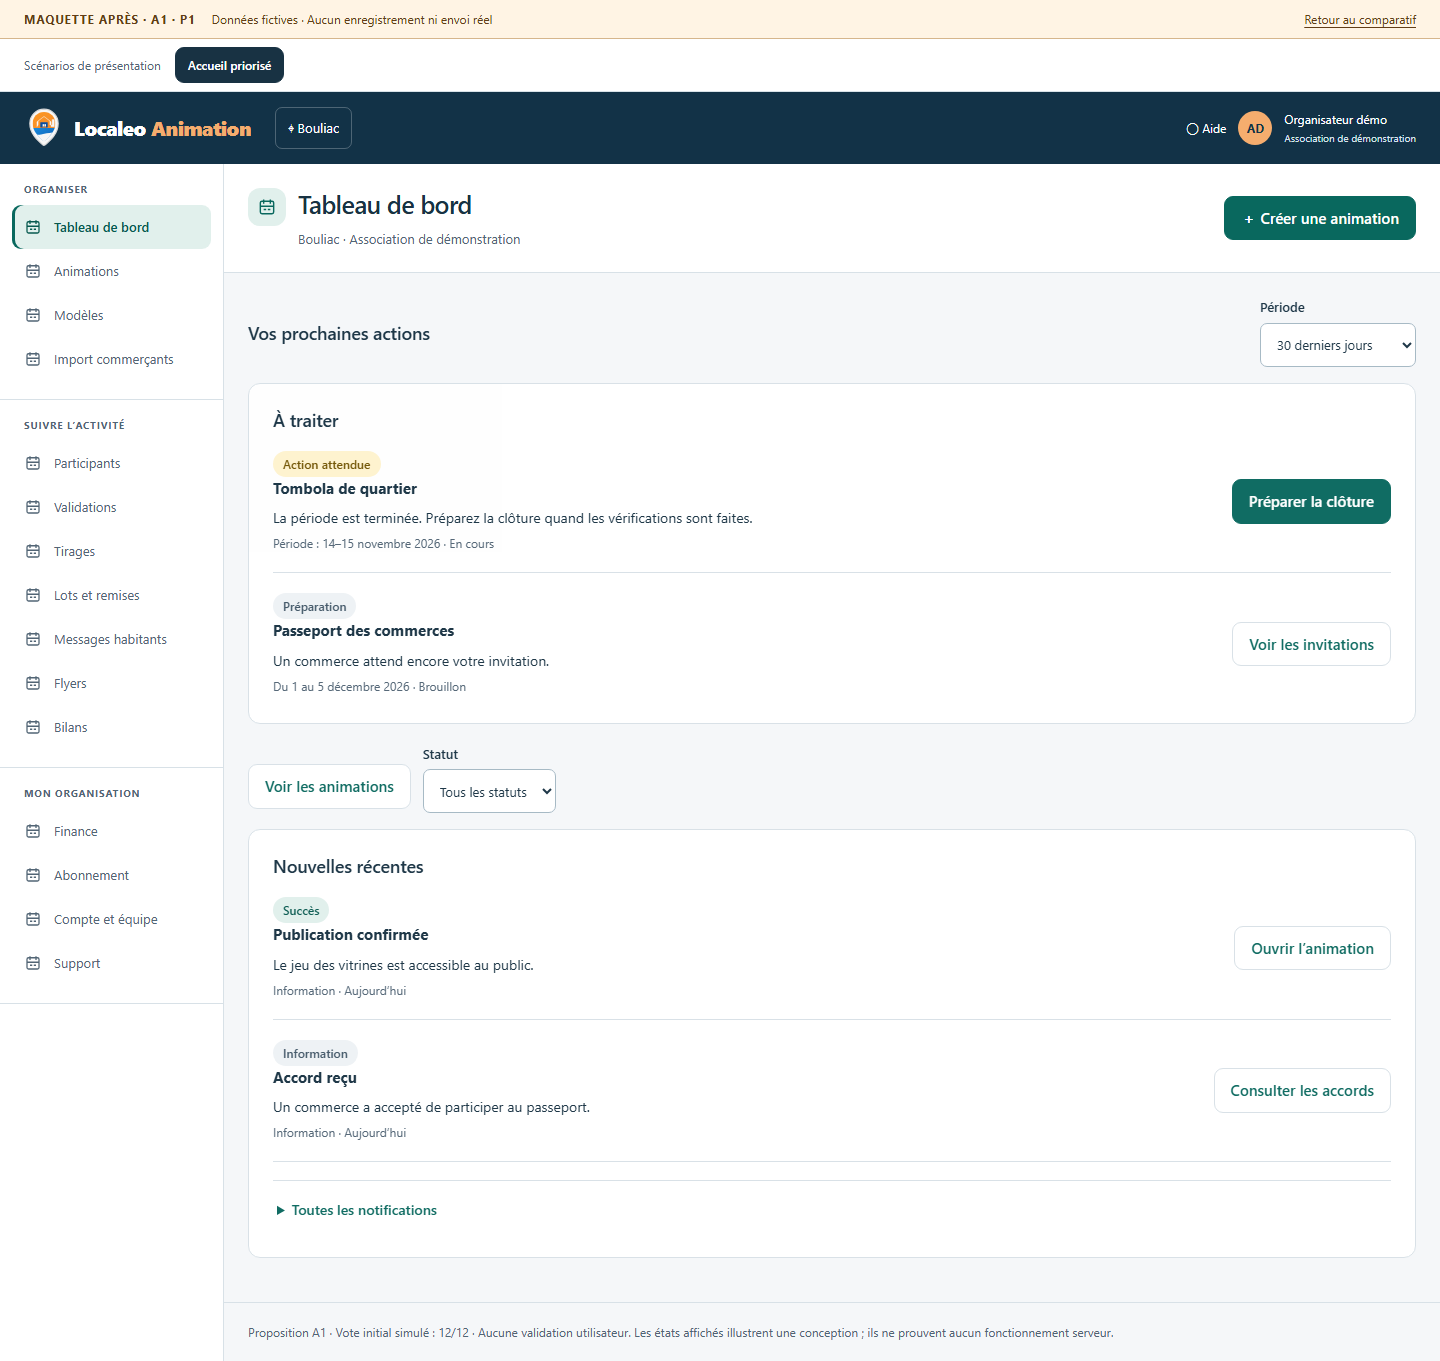 MAQUETTE APRÈS · A1 · P1 Données fictives · Aucun enregistrement ni envoi réel Retour au comparatif
Scénarios de présentation Accueil priorisé
Localeo Animation Bouliac Aide AD Organisateur démo
Association de démonstration
ORGANISER
Tableau de bord
Animations
Modèles
Import commerçants
SUIVRE L’ACTIVITÉ
Participants
Validations
Tirages
Lots et remises
Messages habitants
Flyers
Bilans
MON ORGANISATION
Finance
Abonnement
Compte et équipe
Support
Tableau de bord
Bouliac · Association de démonstration
+ Créer une animation
Vos prochaines actions
Période
30 derniers jours
À traiter
Action attendue
Tombola de quartier
La période est terminée. Préparez la clôture quand les vérifications sont faites.
Période : 14–15 novembre 2026 · En cours
Préparer la clôture
Préparation
Passeport des commerces
Un commerce attend encore votre invitation.
Du 1 au 5 décembre 2026 · Brouillon
Voir les invitations
Voir les animations
Statut
Tous les statuts
Nouvelles récentes
Succès
Publication confirmée
Le jeu des vitrines est accessible au public.
Information · Aujourd’hui
Ouvrir l’animation
Information
Accord reçu
Un commerce a accepté de participer au passeport.
Information · Aujourd’hui
Consulter les accords
Toutes les notifications
Proposition A1 · Vote initial simulé : 12/12 · Aucune validation utilisateur. Les états affichés illustrent une conception ; ils ne prouvent aucun fonctionnement serveur.